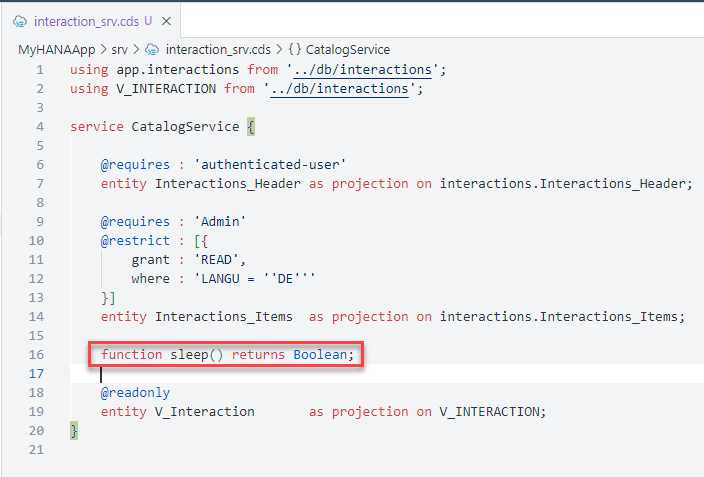 interaction_srv.cds U ×
MyHANAApp > srv > interaction_srv.cds > {} CatalogService
1 using app.interactions from '../db/interactions';
2 using V_INTERACTION from '../db/interactions';
3
4 service CatalogService {
5
6 @requires : 'authenticated-user'
7 entity Interactions_Header as projection on interactions.Interactions_Header;
8
9 @requires : 'Admin'
10 @restrict : [{
11 grant : 'READ',
12 where : 'LANGU = ''DE'''
13 }]
14 entity Interactions_Items as projection on interactions.Interactions_Items;
15
16 function sleep() returns Boolean;
17
18 @readonly
19 entity V_Interaction as projection on V_INTERACTION;
20 }
21